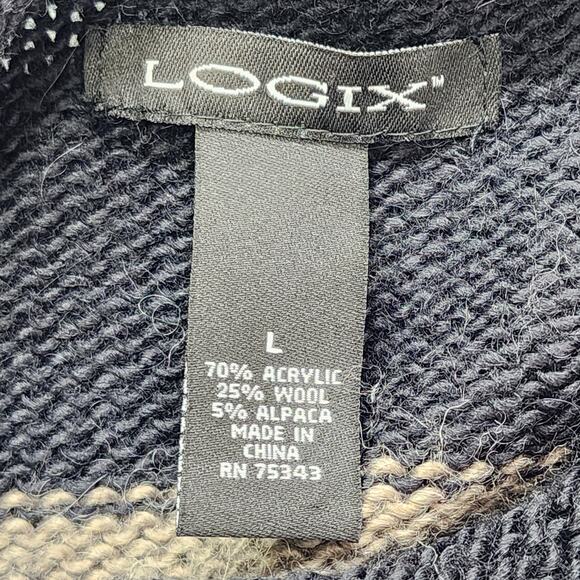 LOGIX™
L
70% ACRYLIC
25% WOOL
5% ALPACA
MADE IN
CHINA
RN 75343